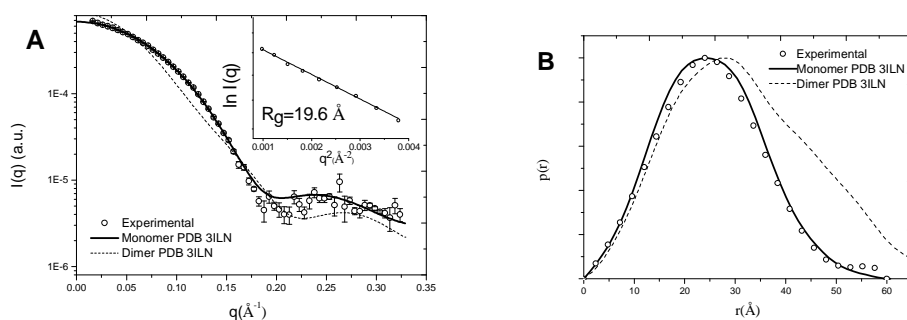 A
I(q) (a.u.)
1E-4
1E-5
1E-6
0.00 0.05 0.10 0.15 0.20 0.25 0.30 0.35
q(Å⁻¹)
Experimental
Monomer PDB 3ILN
Dimer PDB 3ILN
ln I(q)
Rg=19.6 Å
0.001 0.002 0.003 0.004
q²(Å⁻²)
B
p(r)
0 10 20 30 40 50 60
r(Å)
Experimental
Monomer PDB 3ILN
Dimer PDB 3ILN